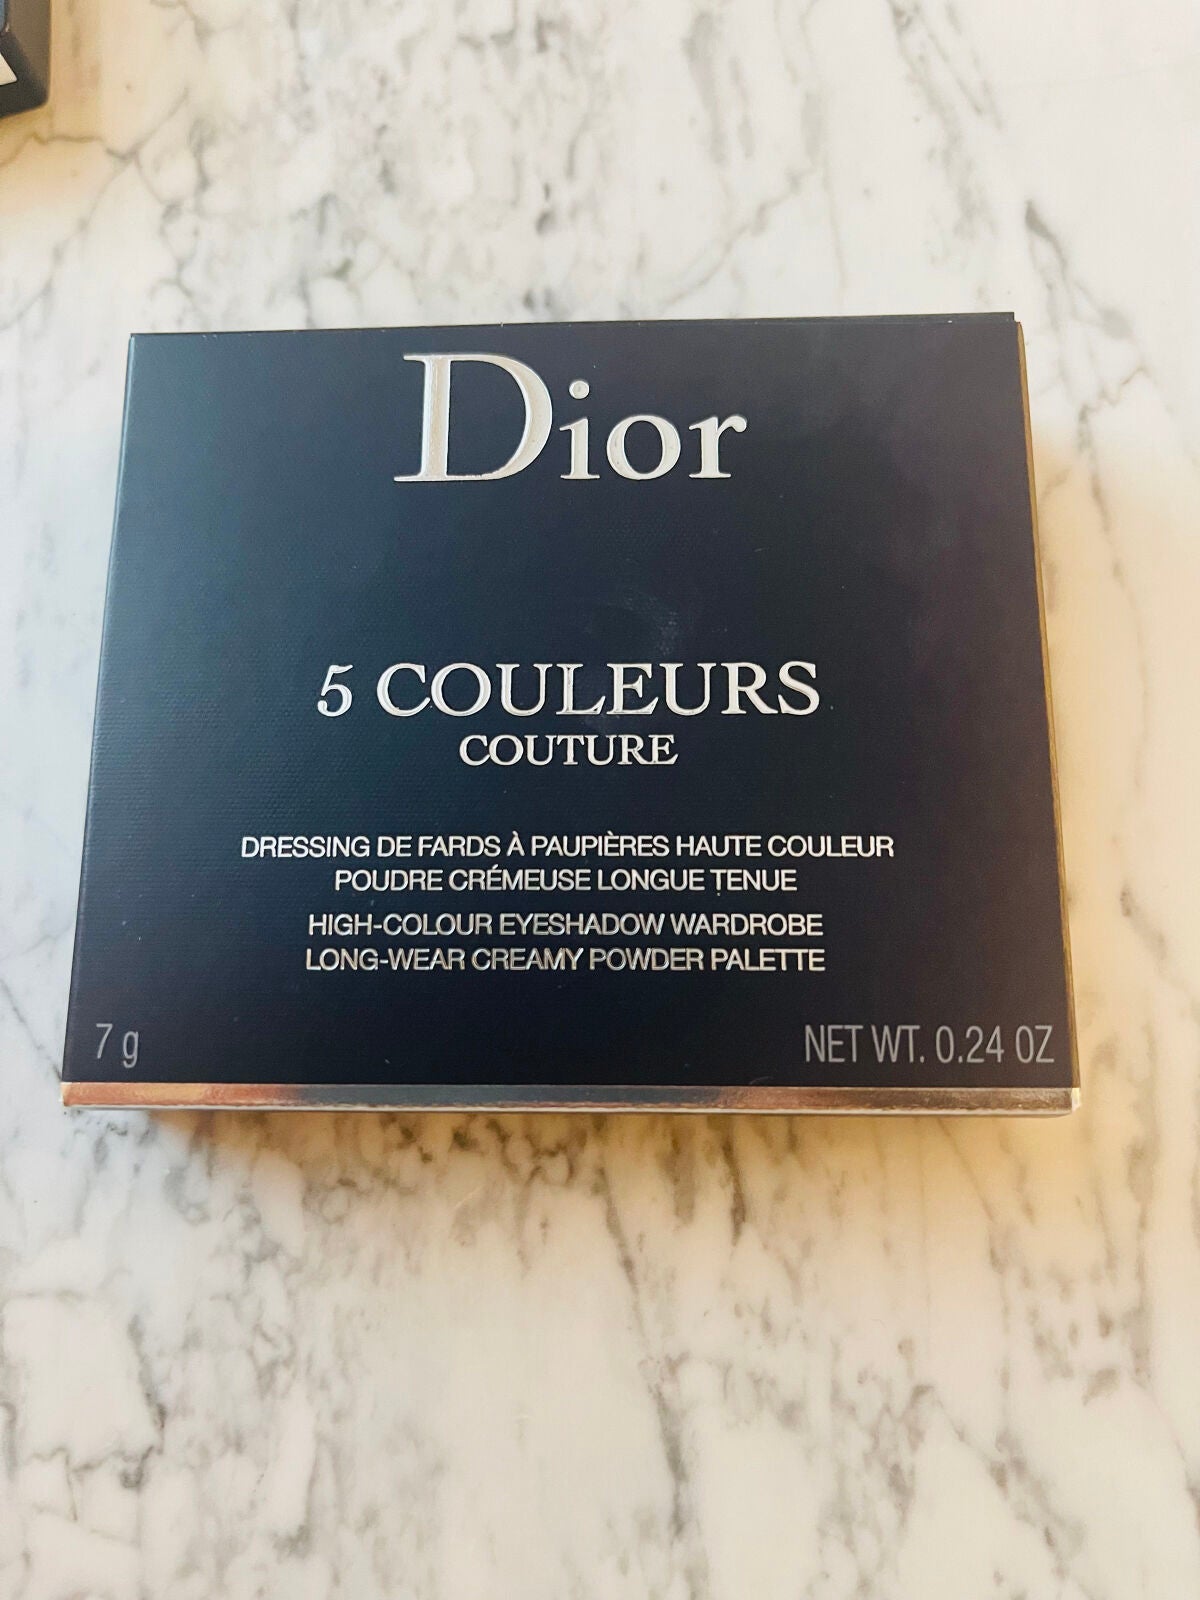 Dior
5 COULEURS
COUTURE
DRESSING DE FARDS À PAUPIÈRES HAUTE COULEUR
POUDRE CRÉMEUSE LONGUE TENUE
HIGH-COLOUR EYESHADOW WARDROBE
LONG-WEAR CREAMY POWDER PALETTE
7 g NET WT. 0.24 OZ